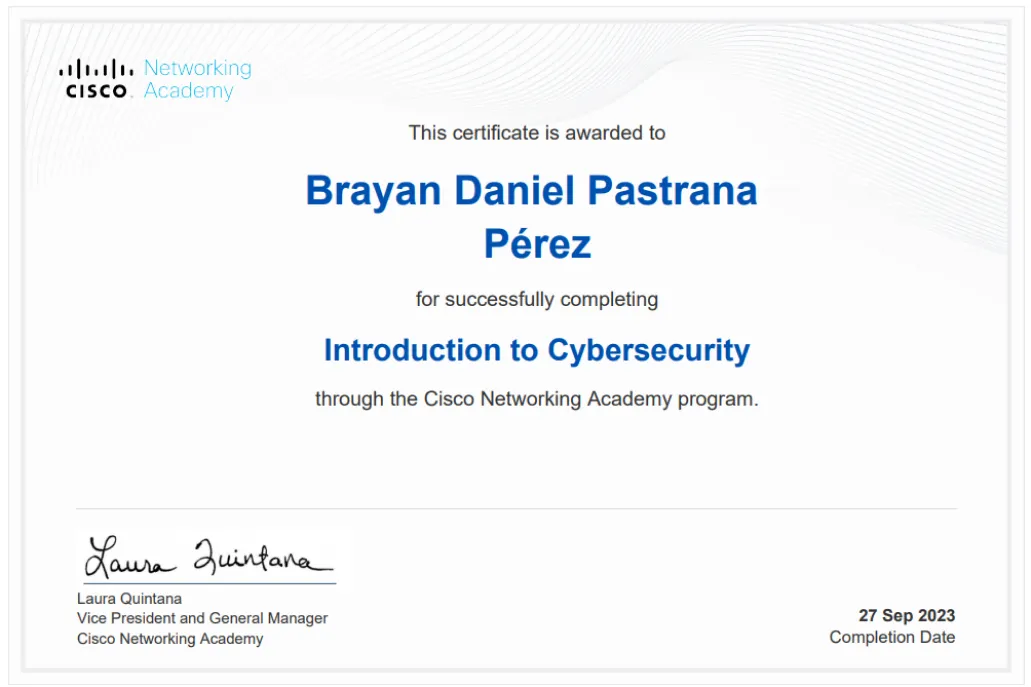 Networking
CISCO Academy
This certificate is awarded to
Brayan Daniel Pastrana
Pérez
for successfully completing
Introduction to Cybersecurity
through the Cisco Networking Academy program.
Laura Quintana
Laura Quintana
Vice President and General Manager
Cisco Networking Academy
27 Sep 2023
Completion Date